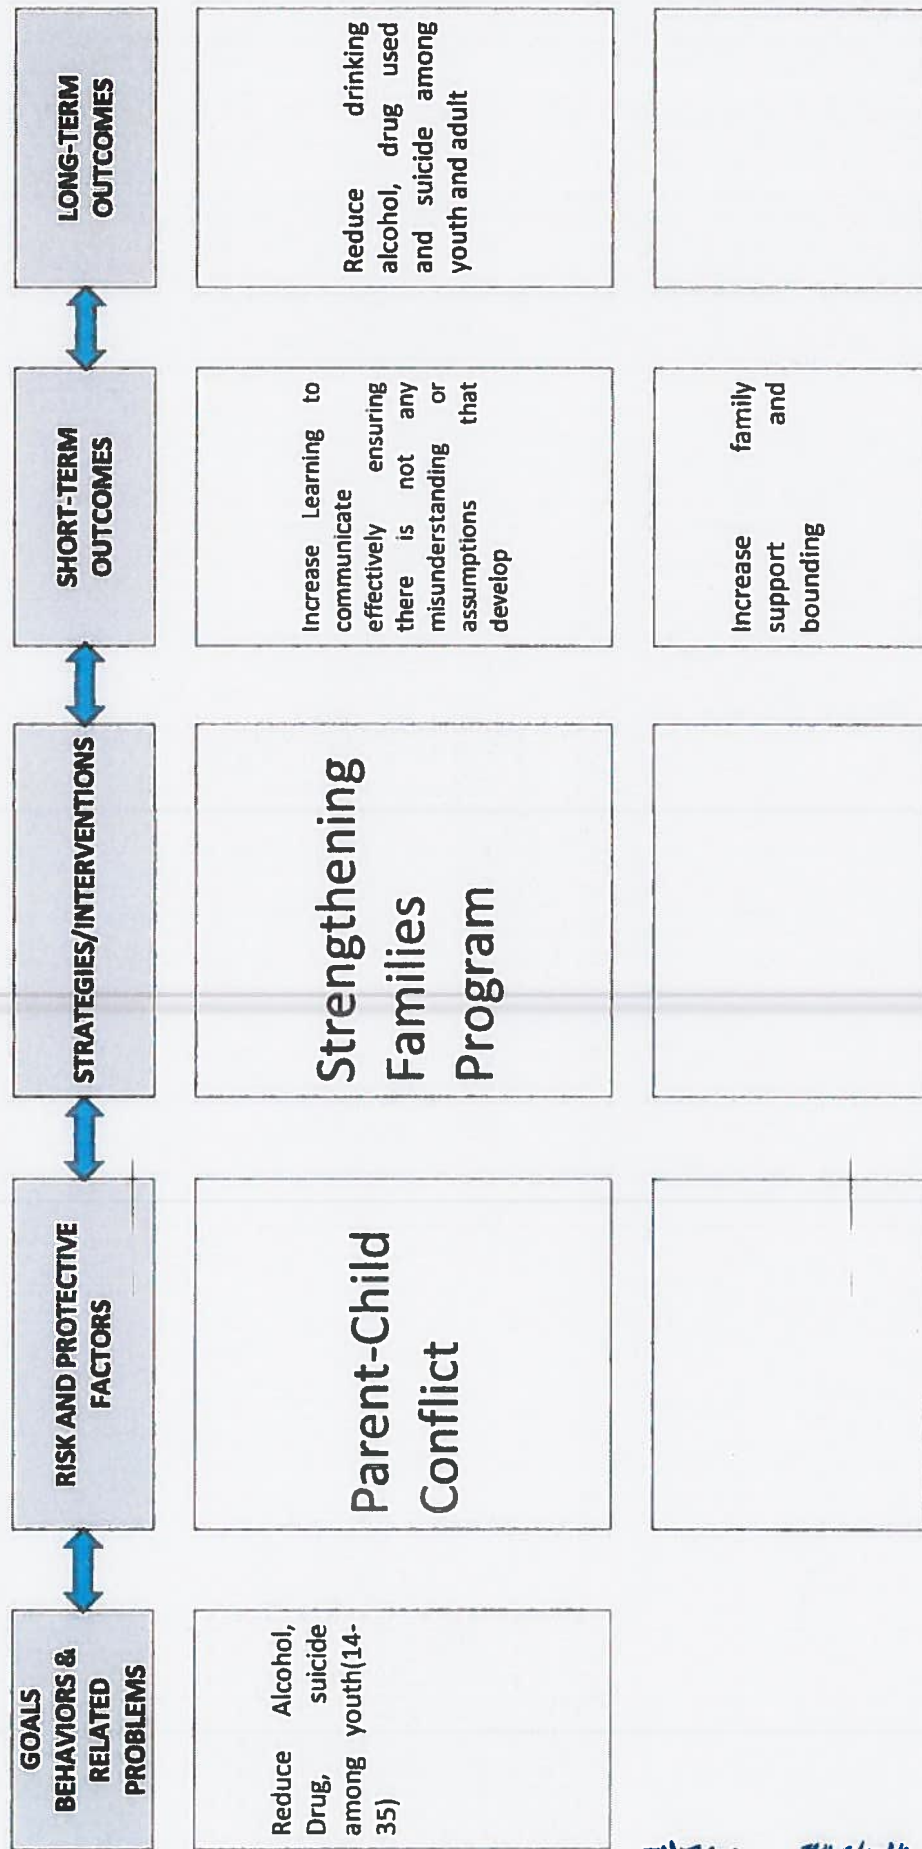 GOALS
BEHAVIORS &
RELATED
PROBLEMS
RISK AND PROTECTIVE
FACTORS
STRATEGIES/INTERVENTIONS
SHORT-TERM
OUTCOMES
LONG-TERM
OUTCOMES
Reduce Alcohol,
Drug, suicide
among youth(14-
35)
Parent-Child
Conflict
Strengthening
Families
Program
Increase Learning to
communicate
effectively ensuring
there is not any
misunderstanding or
assumptions that
develop
Reduce drinking
alcohol, drug used
and suicide among
youth and adult
Increase family
support and
bounding